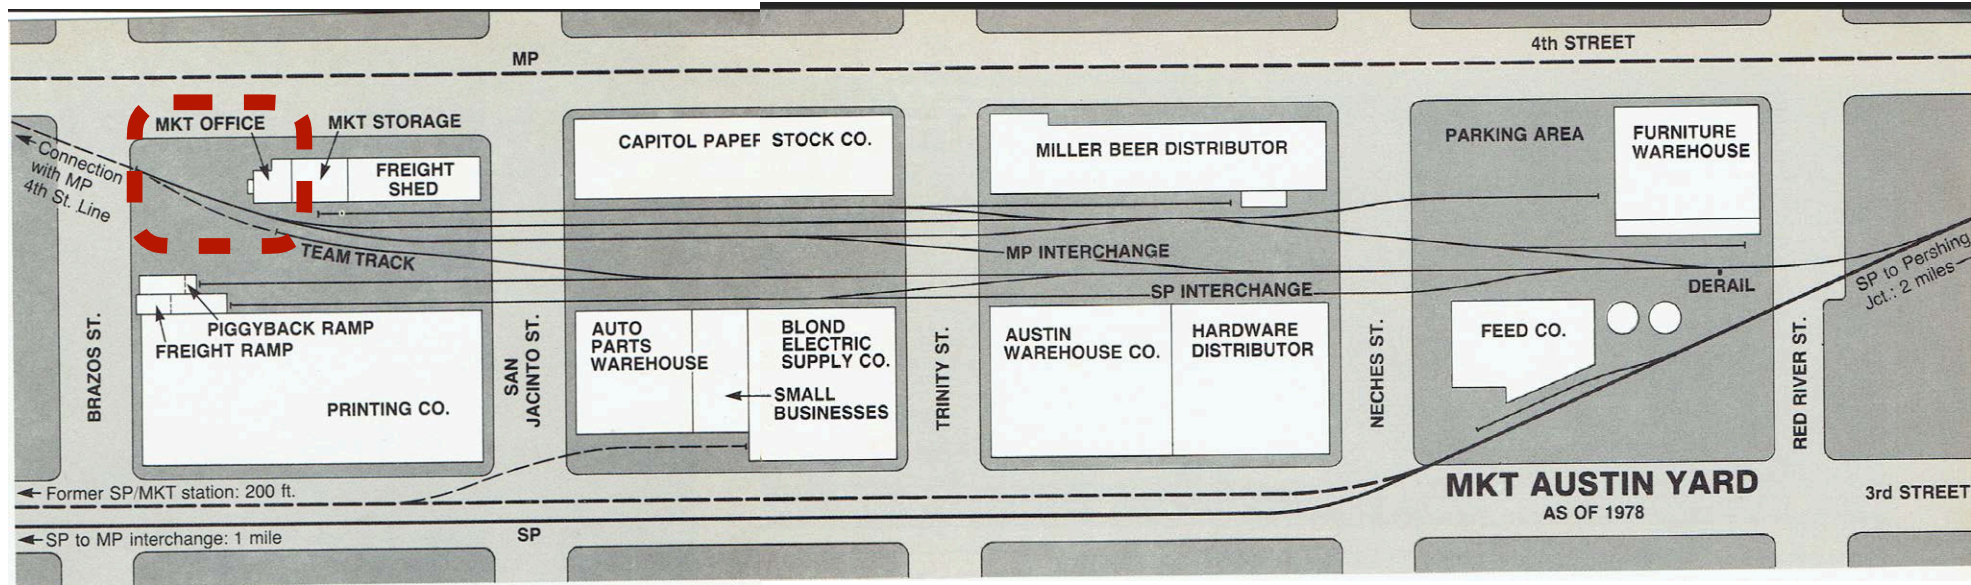 4th STREET
MP
MKT OFFICE
MKT STORAGE
FREIGHT
SHED
CAPITOL PAPER STOCK CO.
MILLER BEER DISTRIBUTOR
PARKING AREA
FURNITURE
WAREHOUSE
Connection
with MP
4th St. Line
TEAM TRACK
MP INTERCHANGE
SP INTERCHANGE
DERAIL
SP to Pershing
Jct.: 2 miles
PIGGYBACK RAMP
FREIGHT RAMP
PRINTING CO.
AUTO
PARTS
WAREHOUSE
BLOND
ELECTRIC
SUPPLY CO.
SMALL
BUSINESSES
AUSTIN
WAREHOUSE CO.
HARDWARE
DISTRIBUTOR
FEED CO.
BRAZOS ST.
SAN
JACINTO ST.
TRINITY ST.
NECHES ST.
RED RIVER ST.
Former SP/MKT station: 200 ft.
MKT AUSTIN YARD
AS OF 1978
3rd STREET
SP to MP interchange: 1 mile
SP